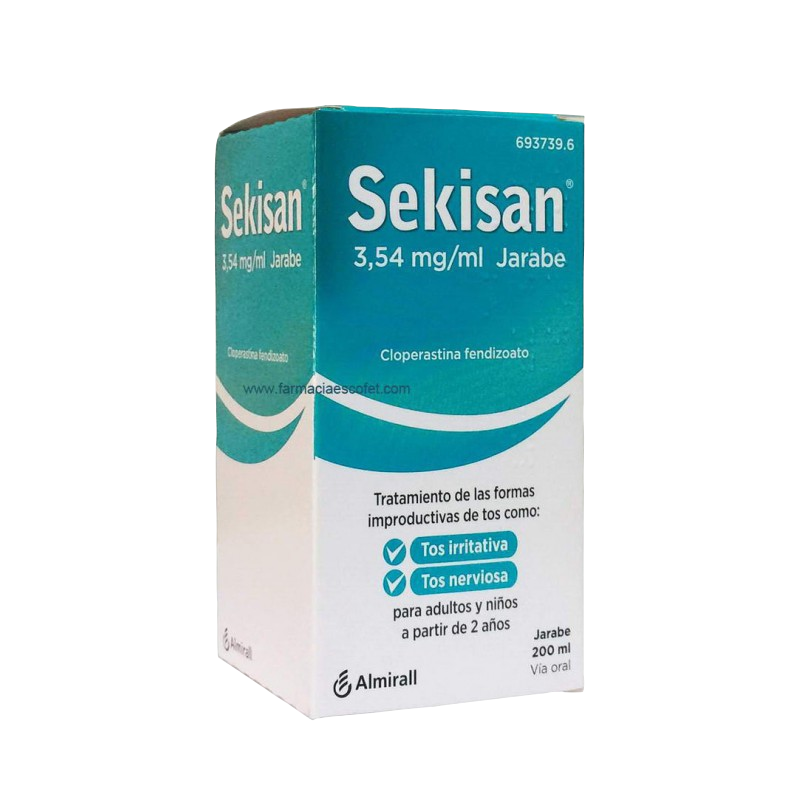 Sekisan®
3,54 mg/ml Jarabe
Cloperastina fendizoato
Almirall
693739.6
Sekisan®
3,54 mg/ml Jarabe
Cloperastina fendizoato
www.farmaciaescofet.com
Tratamiento de las formas
improductivas de tos como:
Tos irritativa
Tos nerviosa
para adultos y niños
a partir de 2 años
Jarabe
200 ml
Vía oral
Almirall